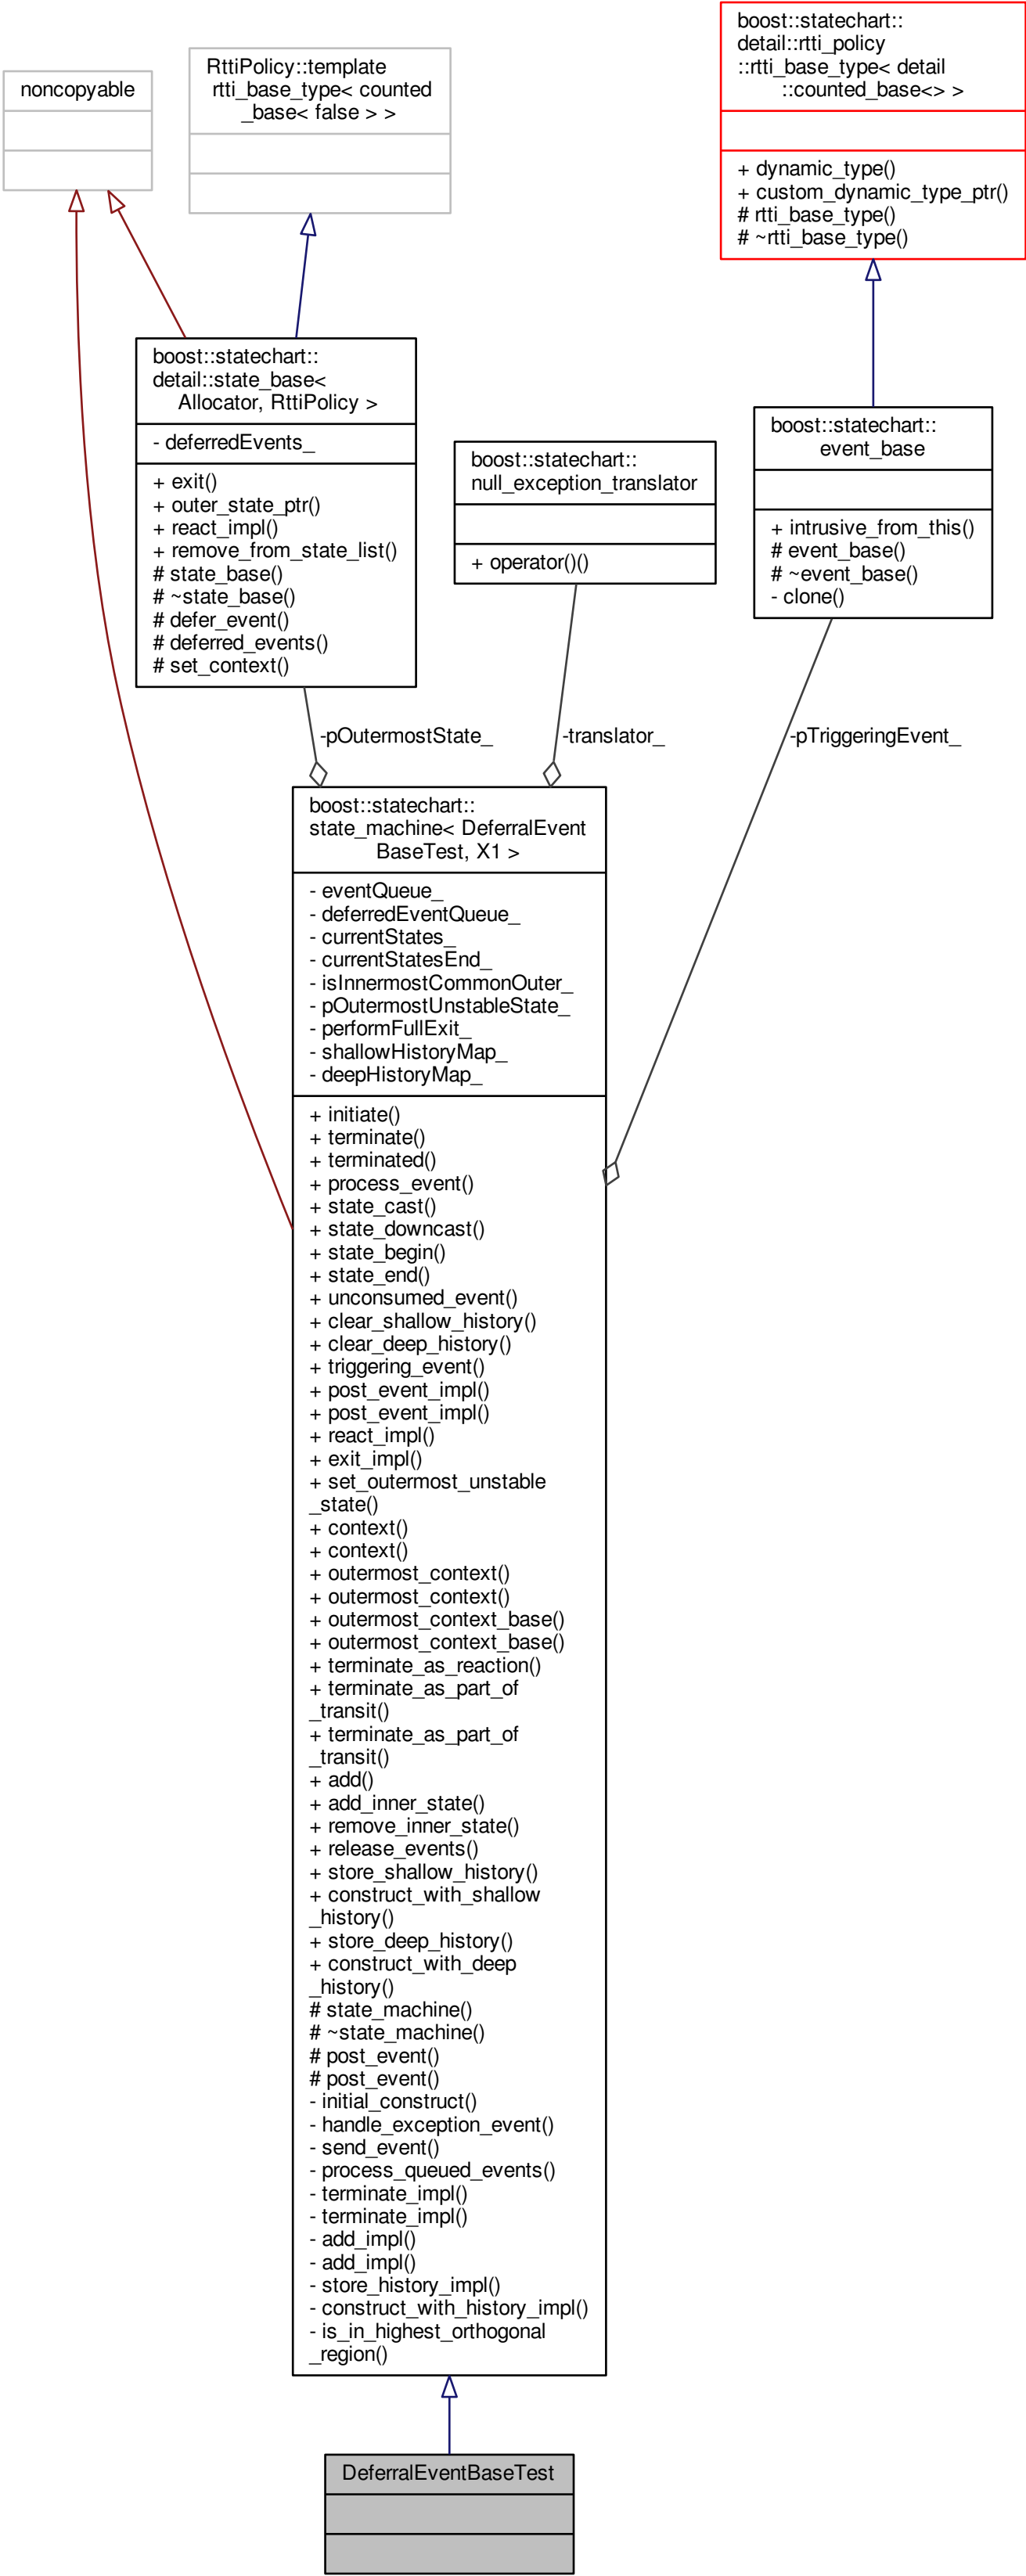 noncopyable
RttiPolicy::template
rtti_base_type< counted
_base< false > >
boost::statechart::
detail::rtti_policy
::rtti_base_type< detail
::counted_base<> >
+ dynamic_type()
+ custom_dynamic_type_ptr()
# rtti_base_type()
# ~rtti_base_type()
boost::statechart::
detail::state_base<
Allocator, RttiPolicy >
- deferredEvents_
+ exit()
+ outer_state_ptr()
+ react_impl()
+ remove_from_state_list()
# state_base()
# ~state_base()
# defer_event()
# deferred_events()
# set_context()
boost::statechart::
null_exception_translator
+ operator()()
boost::statechart::
event_base
+ intrusive_from_this()
# event_base()
# ~event_base()
- clone()
-pOutermostState_
-translator_
-pTriggeringEvent_
boost::statechart::
state_machine< DeferralEvent
BaseTest, X1 >
- eventQueue_
- deferredEventQueue_
- currentStates_
- currentStatesEnd_
- isInnermostCommonOuter_
- pOutermostUnstableState_
- performFullExit_
- shallowHistoryMap_
- deepHistoryMap_
+ initiate()
+ terminate()
+ terminated()
+ process_event()
+ state_cast()
+ state_downcast()
+ state_begin()
+ state_end()
+ unconsumed_event()
+ clear_shallow_history()
+ clear_deep_history()
+ triggering_event()
+ post_event_impl()
+ post_event_impl()
+ react_impl()
+ exit_impl()
+ set_outermost_unstable
_state()
+ context()
+ context()
+ outermost_context()
+ outermost_context()
+ outermost_context_base()
+ outermost_context_base()
+ terminate_as_reaction()
+ terminate_as_part_of
_transit()
+ terminate_as_part_of
_transit()
+ add()
+ add_inner_state()
+ remove_inner_state()
+ release_events()
+ store_shallow_history()
+ construct_with_shallow
_history()
+ store_deep_history()
+ construct_with_deep
_history()
# state_machine()
# ~state_machine()
# post_event()
# post_event()
- initial_construct()
- handle_exception_event()
- send_event()
- process_queued_events()
- terminate_impl()
- terminate_impl()
- add_impl()
- add_impl()
- store_history_impl()
- construct_with_history_impl()
- is_in_highest_orthogonal
_region()
DeferralEventBaseTest